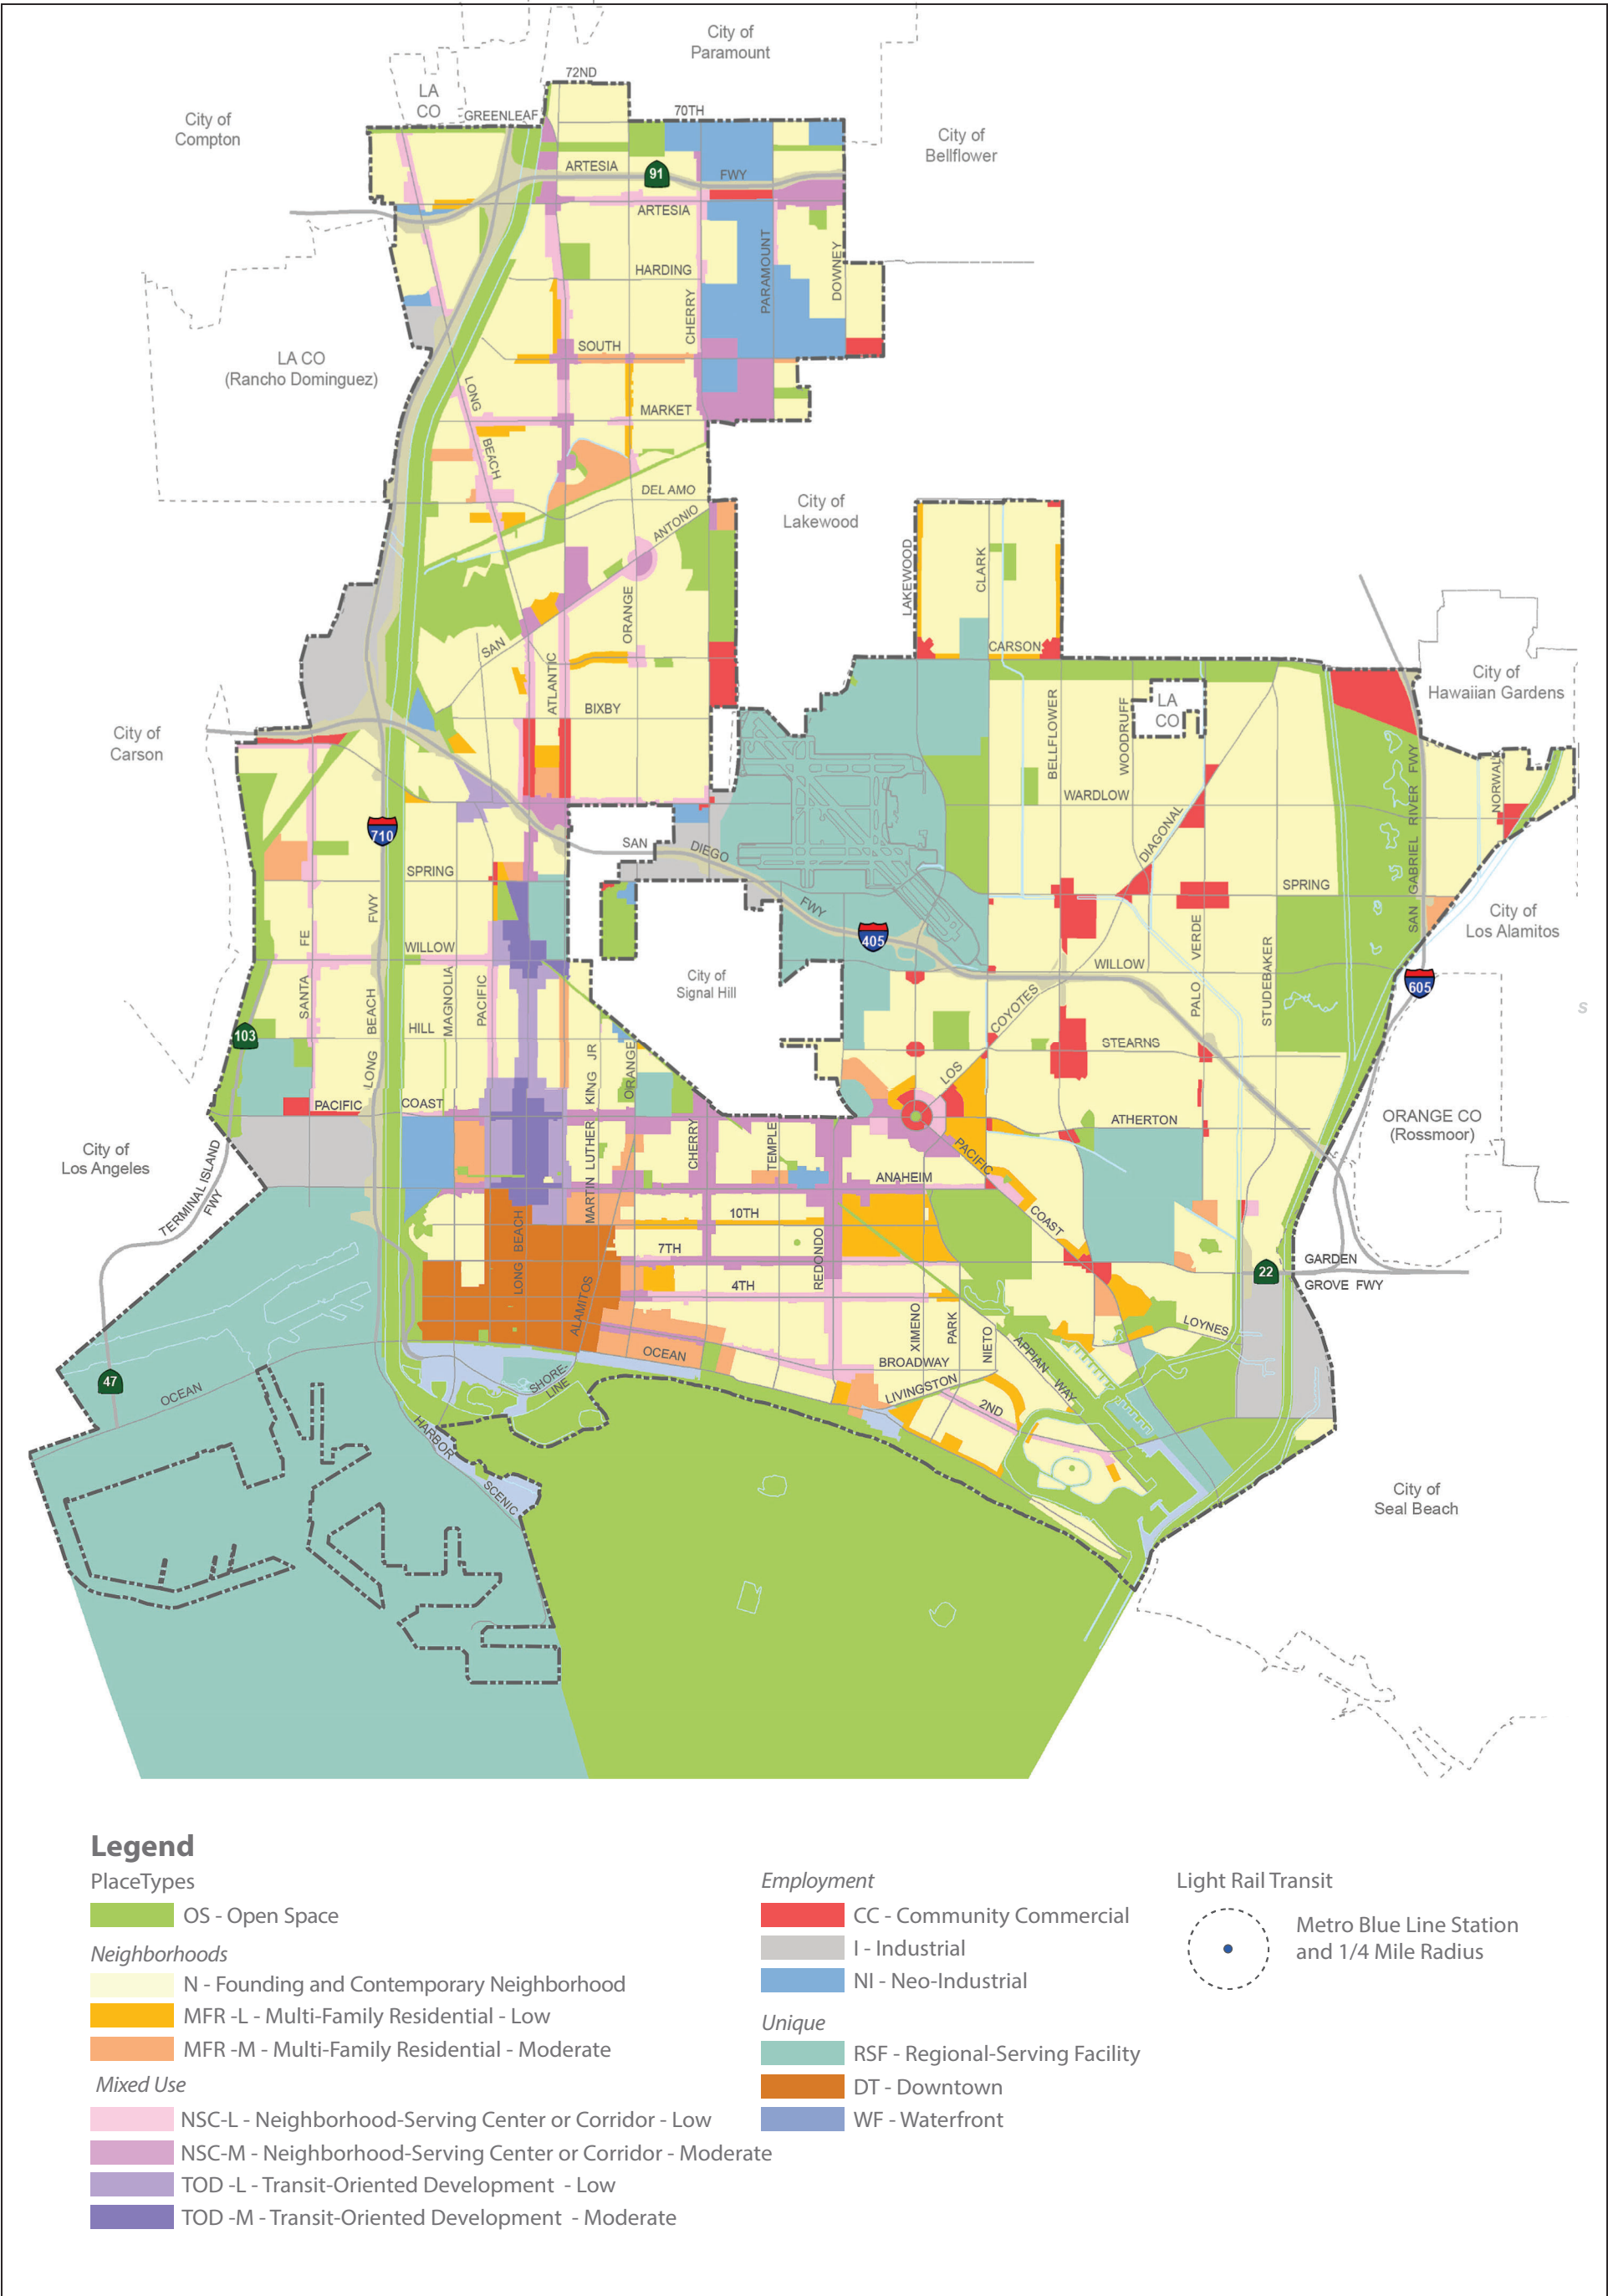 City of
Paramount
72ND
LA
CO
GREENLEAF
70TH
City of
Compton
City of
Bellflower
ARTESIA
91
FWY
ARTESIA
HARDING
PARAMOUNT
DOWNEY
CHERRY
SOUTH
LA CO
(Rancho Dominguez)
LONG
BEACH
MARKET
DEL AMO
City of
Lakewood
ANTONIO
LAKEWOOD
CLARK
ORANGE
SAN
CARSON
ATLANTIC
City of
Hawaiian Gardens
LA
CO
BIXBY
BELLFLOWER
WOODRUFF
City of
Carson
SAN GABRIEL RIVER FWY
NORWALK
WARDLOW
710
DIAGONAL
SAN
DIEGO
SPRING
SPRING
FWY
FWY
City of
Los Alamitos
405
SANTA FE
WILLOW
WILLOW
PALO VERDE
STUDEBAKER
City of
Signal Hill
605
MAGNOLIA
PACIFIC
LONG BEACH
S
103
HILL
COYOTES
STEARNS
LOS
MARTIN LUTHER KING JR
ORANGE
PACIFIC
COAST
ATHERTON
ORANGE CO
(Rossmoor)
City of
Los Angeles
CHERRY
TEMPLE
PACIFIC
ANAHEIM
TERMINAL ISLAND
FWY
LONG BEACH
10TH
COAST
7TH
REDONDO
GARDEN
22
GROVE FWY
4TH
ALAMITOS
XIMENO
PARK
NIETO
LOYNES
OCEAN
BROADWAY
APPIAN
WAY
47
OCEAN
SHORE-
LINE
LIVINGSTON
2ND
HARBOR
SCENIC
City of
Seal Beach
Legend
PlaceTypes
OS - Open Space
Neighborhoods
N - Founding and Contemporary Neighborhood
MFR -L - Multi-Family Residential - Low
MFR -M - Multi-Family Residential - Moderate
Mixed Use
NSC-L - Neighborhood-Serving Center or Corridor - Low
NSC-M - Neighborhood-Serving Center or Corridor - Moderate
TOD -L - Transit-Oriented Development - Low
TOD -M - Transit-Oriented Development - Moderate
Employment
CC - Community Commercial
I - Industrial
NI - Neo-Industrial
Unique
RSF - Regional-Serving Facility
DT - Downtown
WF - Waterfront
Light Rail Transit
Metro Blue Line Station
and 1/4 Mile Radius